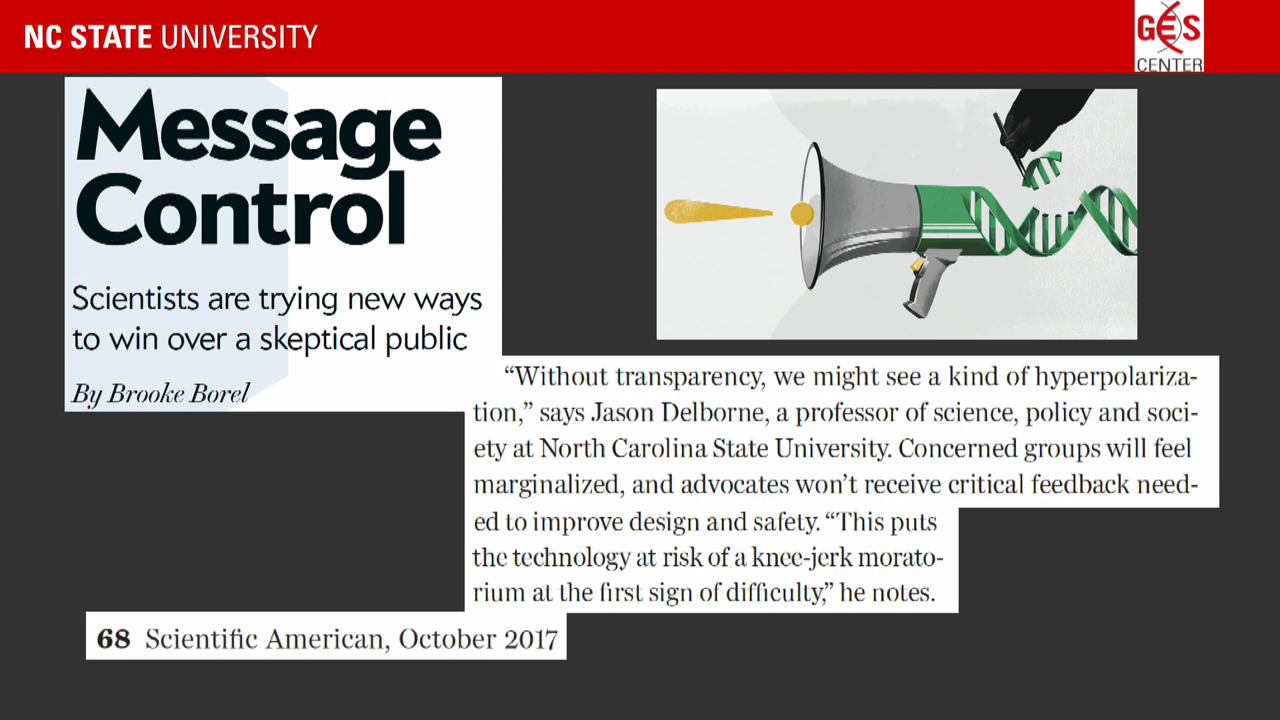 NC STATE UNIVERSITY
GES
CENTER
Message
Control
Scientists are trying new ways
to win over a skeptical public
By Brooke Borel
“Without transparency, we might see a kind of hyperpolariza-
tion,” says Jason Delborne, a professor of science, policy and soci-
ety at North Carolina State University. Concerned groups will feel
marginalized, and advocates won’t receive critical feedback need-
ed to improve design and safety. “This puts
the technology at risk of a knee-jerk morato-
rium at the first sign of difficulty,” he notes.
68 Scientific American, October 2017